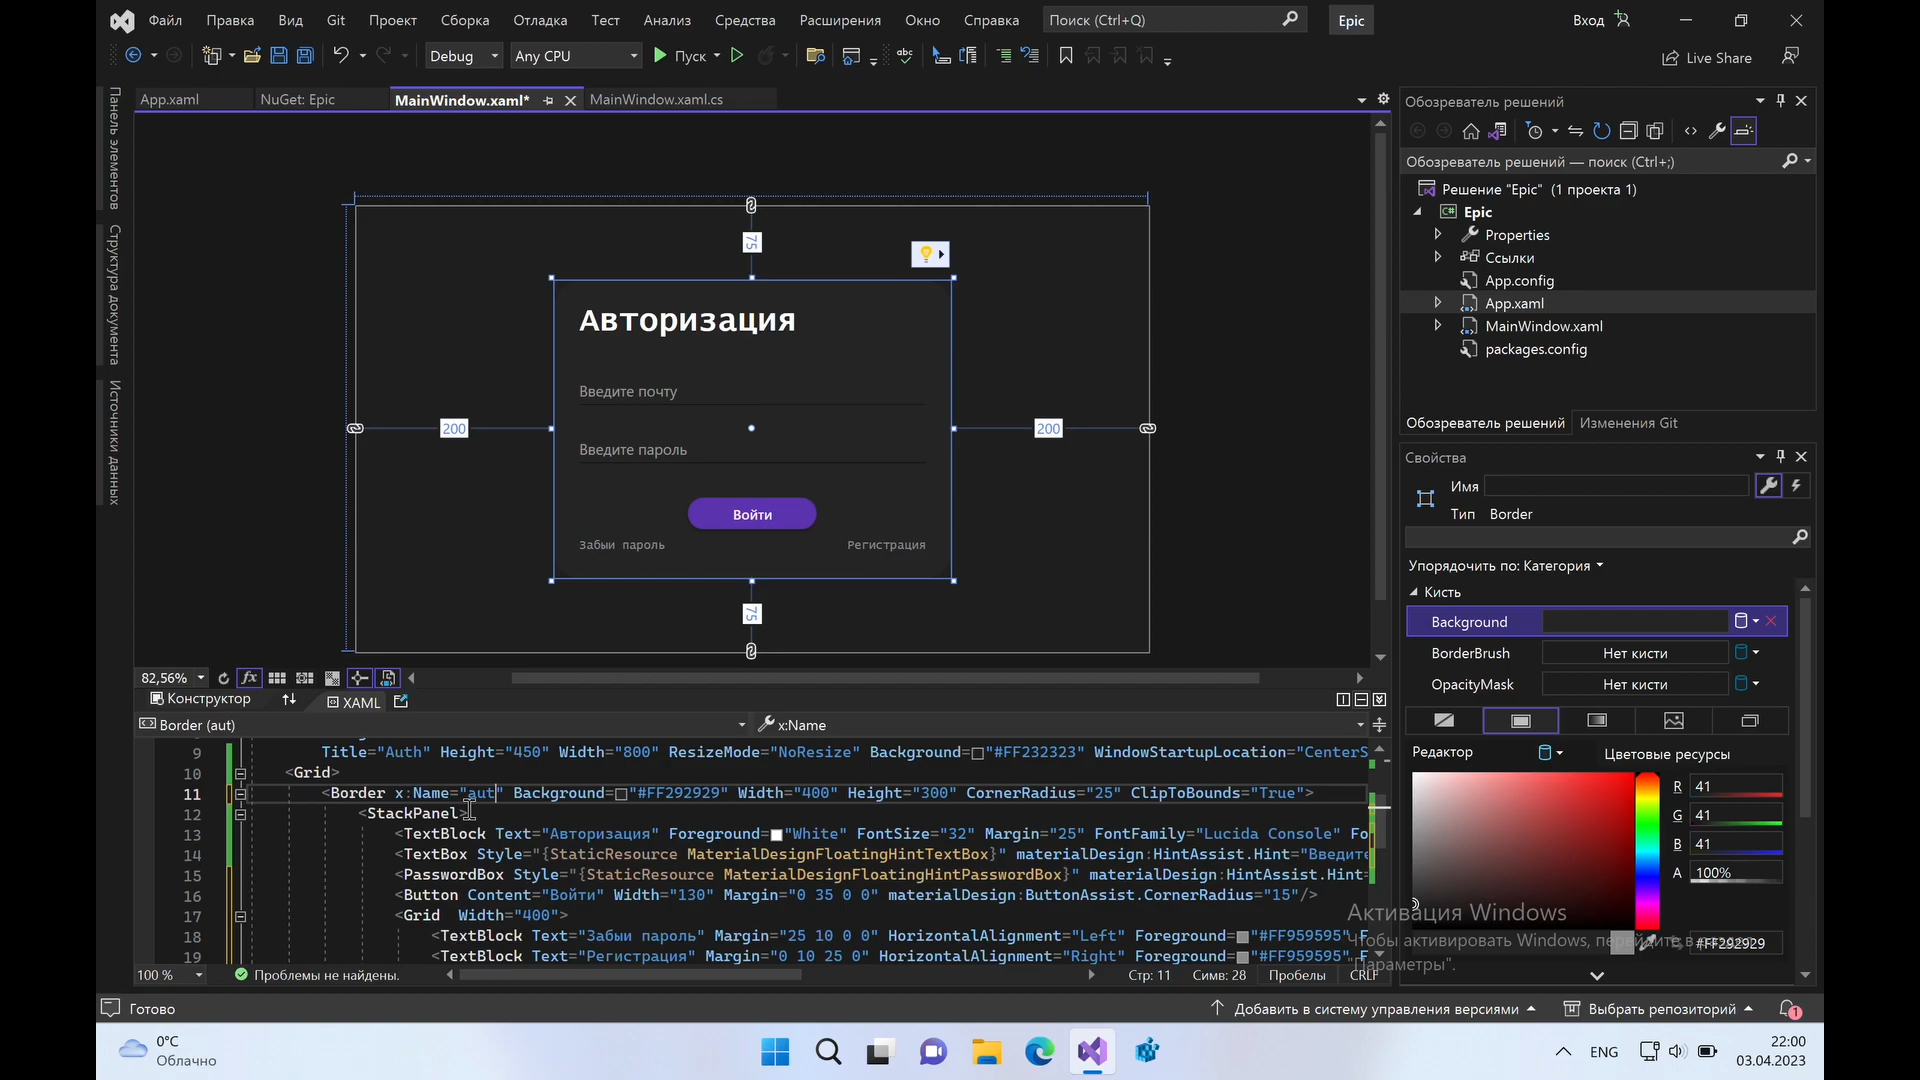 Файл Правка Вид Git Проект Сборка Отладка Тест Анализ Средства Расширения Окно Справка Поиск (Ctrl+Q) Epic Вход
Debug Any CPU Пуск abc Live Share
App.xaml NuGet: Epic MainWindow.xaml* MainWindow.xaml.cs
Панель элементов
Структура документа
Источники данных
75
Авторизация
Введите почту
200
200
Введите пароль
Войти
Забыи пароль Регистрация
75
82,56% fx
Конструктор XAML
Border (aut) x:Name
9 Title="Auth" Height="450" Width="800" ResizeMode="NoResize" Background="#FF232323" WindowStartupLocation="CenterS
10 <Grid>
11 <Border x:Name="aut" Background="#FF292929" Width="400" Height="300" CornerRadius="25" ClipToBounds="True">
12 <StackPanel>
13 <TextBlock Text="Авторизация" Foreground="White" FontSize="32" Margin="25" FontFamily="Lucida Console" Fo
14 <TextBox Style="{StaticResource MaterialDesignFloatingHintTextBox}" materialDesign:HintAssist.Hint="Введите
15 <PasswordBox Style="{StaticResource MaterialDesignFloatingHintPasswordBox}" materialDesign:HintAssist.Hint=
16 <Button Content="Войти" Width="130" Margin="0 35 0 0" materialDesign:ButtonAssist.CornerRadius="15"/>
17 <Grid Width="400">
18 <TextBlock Text="Забыи пароль" Margin="25 10 0 0" HorizontalAlignment="Left" Foreground="#FF959595" F
19 <TextBlock Text="Регистрация" Margin="0 10 25 0" HorizontalAlignment="Right" Foreground="#FF959595" F
100 % Проблемы не найдены. Стр: 11 Симв: 28 Пробелы CRLF
Обозреватель решений
Обозреватель решений — поиск (Ctrl+;)
Решение "Epic" (1 проекта 1)
C# Epic
Properties
Ссылки
App.config
App.xaml
MainWindow.xaml
packages.config
Обозреватель решений Изменения Git
Свойства
Имя
Тип Border
Упорядочить по: Категория
Кисть
Background
BorderBrush Нет кисти
OpacityMask Нет кисти
Редактор Цветовые ресурсы
R 41
G 41
B 41
A 100%
#FF292929
Активация Windows
Чтобы активировать Windows, перейдите в раздел
"Параметры".
Готово Добавить в систему управления версиями Выбрать репозиторий 1
0°C
Облачно
ENG
22:00
03.04.2023